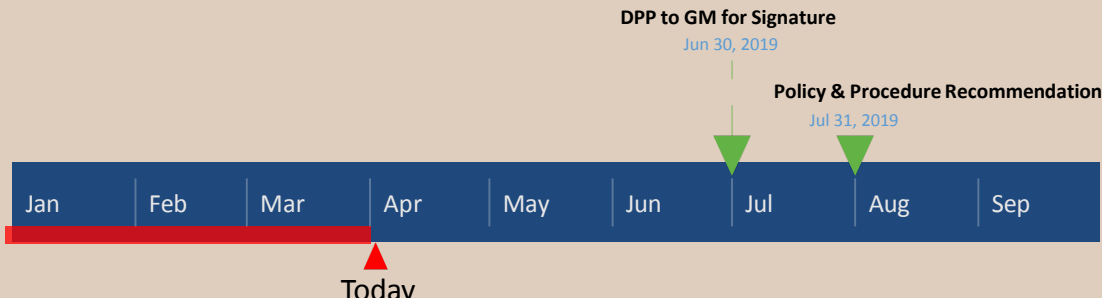 DPP to GM for Signature
Jun 30, 2019
Policy & Procedure Recommendation
Jul 31, 2019
Jan Feb Mar Apr May Jun Jul Aug Sep
Today